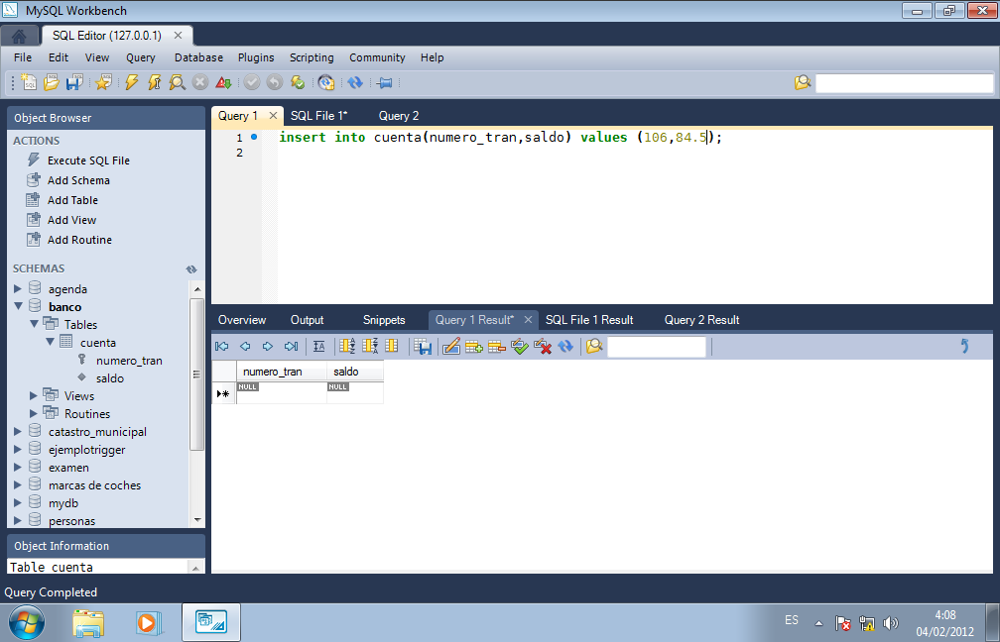 MySQL Workbench
SQL Editor (127.0.0.1)
File Edit View Query Database Plugins Scripting Community Help
Object Browser
ACTIONS
Execute SQL File
Add Schema
Add Table
Add View
Add Routine
SCHEMAS
agenda
banco
Tables
cuenta
numero_tran
saldo
Views
Routines
catastro_municipal
ejemplotrigger
examen
marcas de coches
mydb
personas
Object Information
Table cuenta
Query 1 SQL File 1* Query 2
1 insert into cuenta(numero_tran,saldo) values (106,84.5);
2
Overview Output Snippets Query 1 Result* SQL File 1 Result Query 2 Result
numero_tran saldo
NULL NULL
Query Completed
ES
4:08
04/02/2012